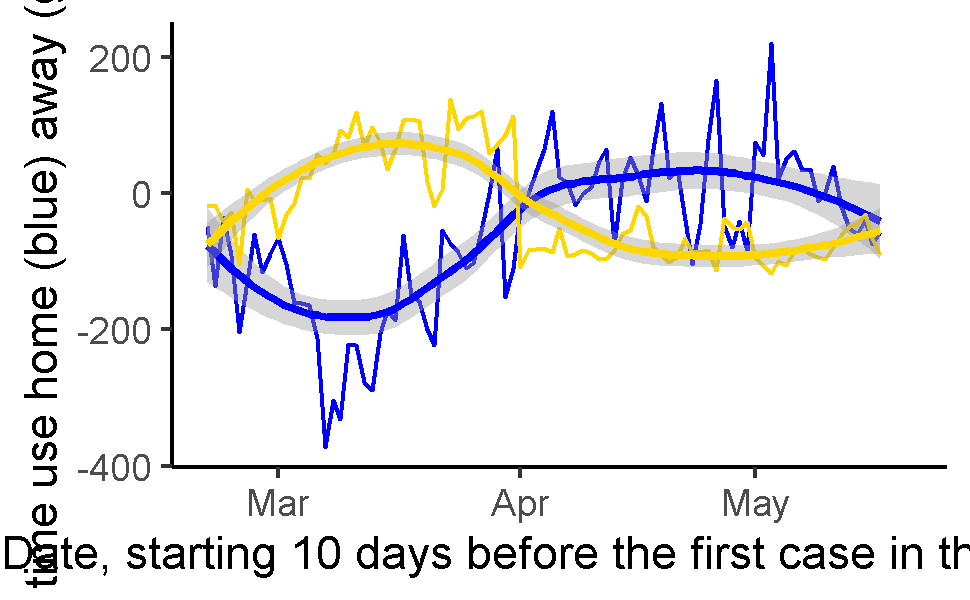 time use home (blue) away (
200
0
-200
-400
Mar Apr May
Date, starting 10 days before the first case in th